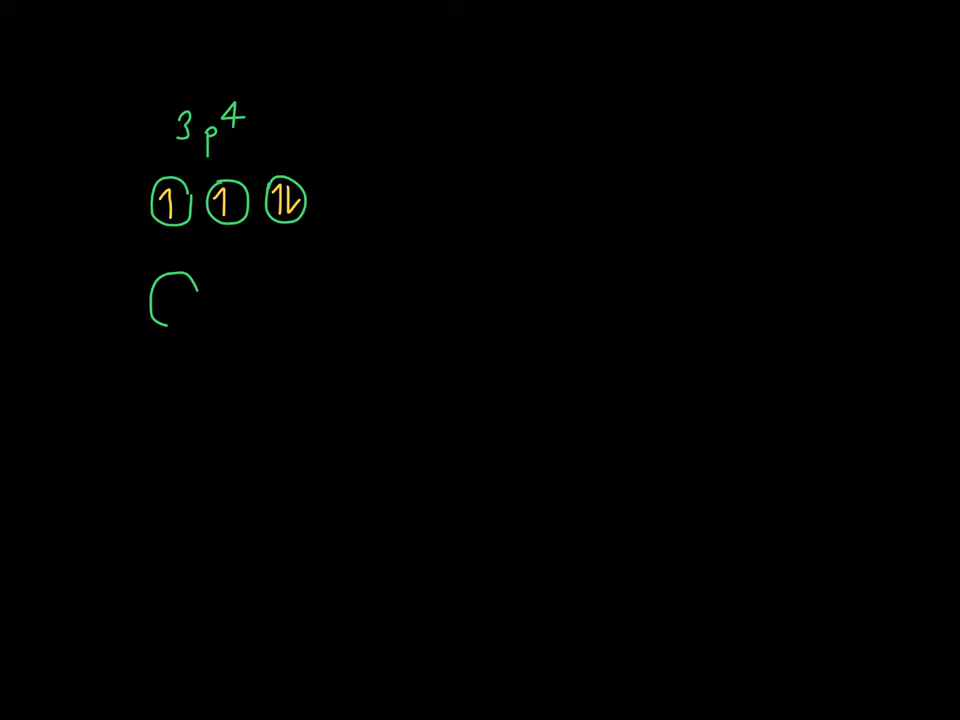 3p⁴
↿ ↿ ↿⇂